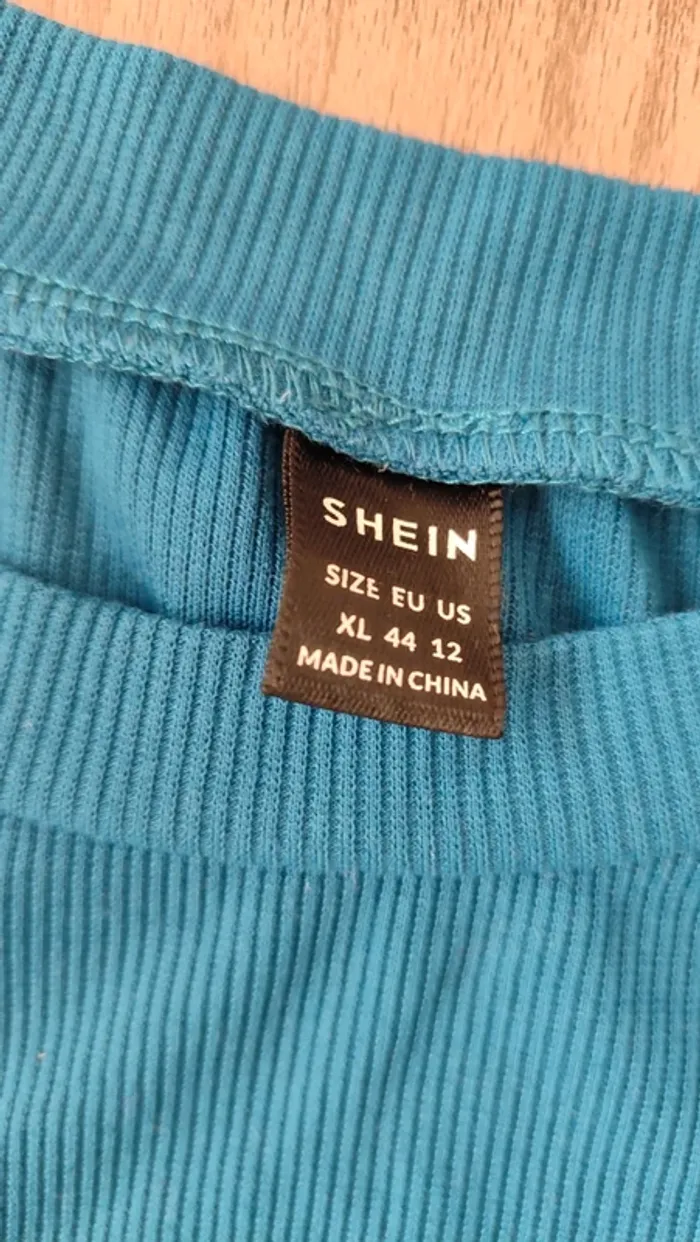 SHEIN
SIZE EU US
XL 44 12
MADE IN CHINA